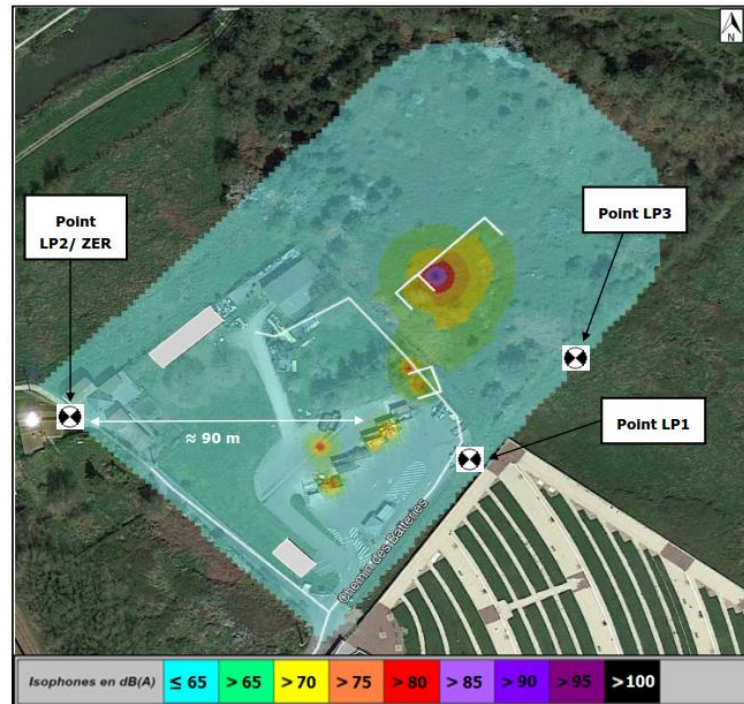 N
Point
LP2/ ZER
Point LP3
Point LP1
≈ 90 m
Chemin des Batteries
Isophones en dB(A) ≤ 65 > 65 > 70 > 75 > 80 > 85 > 90 > 95 >100